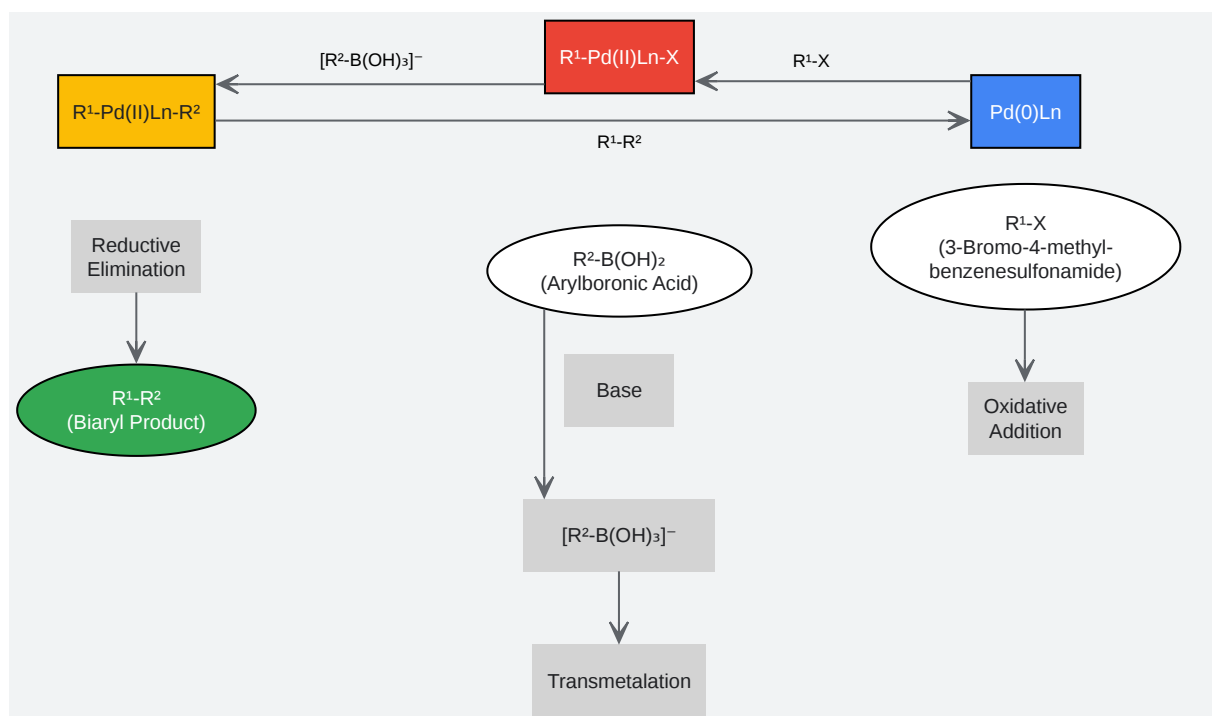 [R²-B(OH)₃]⁻
R¹-Pd(II)Ln-X
R¹-X
R¹-Pd(II)Ln-R²
Pd(0)Ln
R¹-R²
Reductive
Elimination
R²-B(OH)₂
(Arylboronic Acid)
R¹-X
(3-Bromo-4-methyl-
benzenesulfonamide)
R¹-R²
(Biaryl Product)
Base
Oxidative
Addition
[R²-B(OH)₃]⁻
Transmetalation